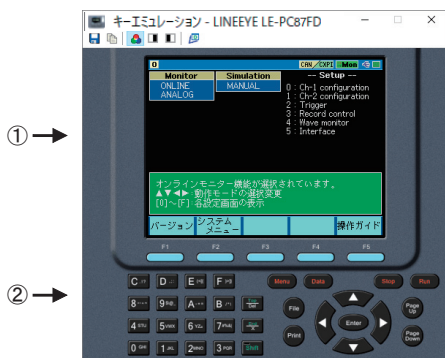 キーエミュレーション - LINEEYE LE-PC87FD
0
CAN/CXPI Mon
Monitor Simulation -- Setup --
ONLINE MANUAL
ANALOG
0 : Ch-1 configuration
1 : Ch-2 configuration
2 : Trigger
3 : Record control
4 : Wave monitor
5 : Interface
①
オンラインモニター機能が選択されています。
▲▼◀▶:動作モードの選択変更
[0]～[F]:各設定画面の表示
バージョン システムメニュー 操作ガイド
F1 F2 F3 F4 F5
②
C D E F Menu Data Stop Run
8 9 A B
File Page Up
4 5 6 7 Enter
Print Page Down
0 1 2 3 Shift